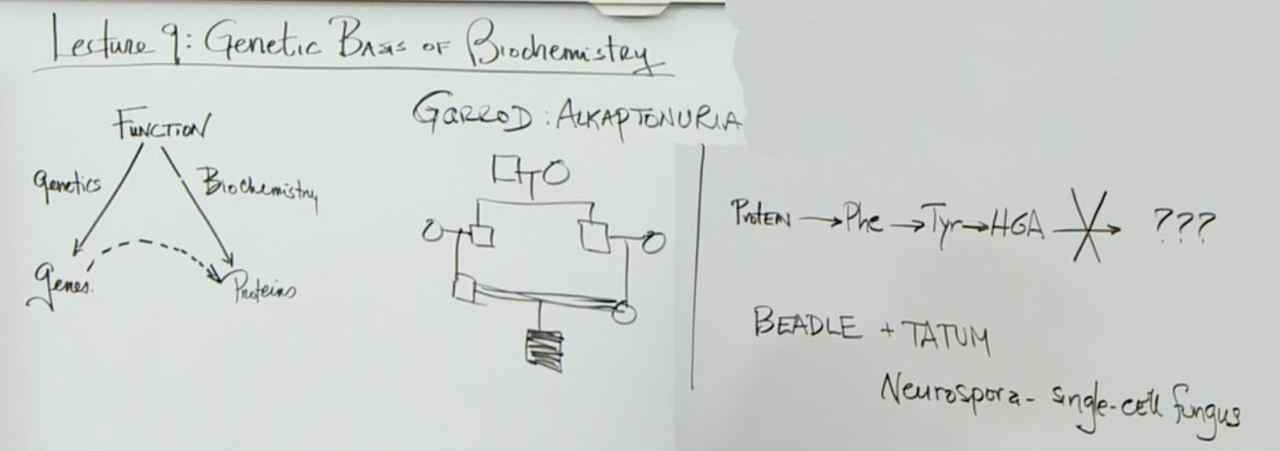 Lecture 9: Genetic Basis of Biochemistry
Function
Genetics
Biochemistry
Genes
Proteins
Garrod: Alkaptonuria
Protein → Phe → Tyr → HGA → ???
Beadle + Tatum
Neurospora - single-cell fungus